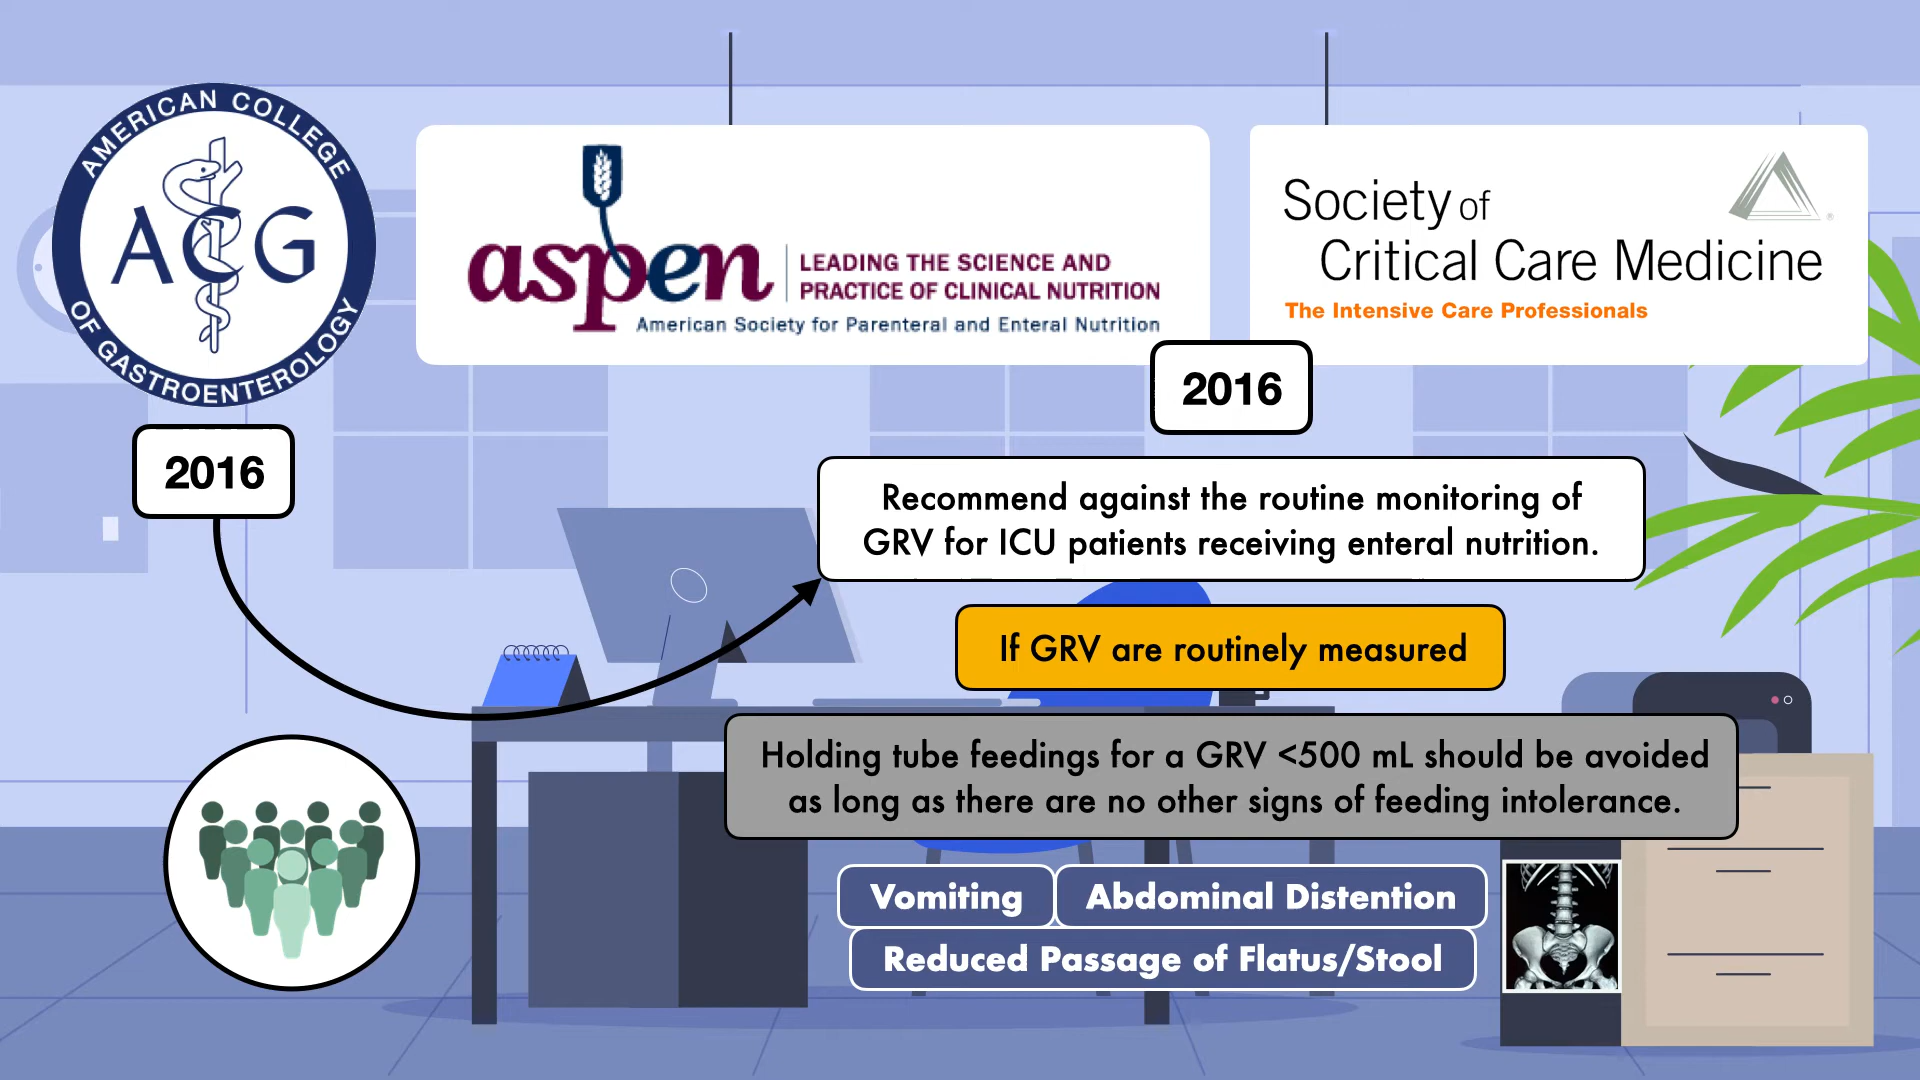 AMERICAN COLLEGE
ACG
OF GASTROENTEROLOGY
2016
aspen
LEADING THE SCIENCE AND
PRACTICE OF CLINICAL NUTRITION
American Society for Parenteral and Enteral Nutrition
Society of
Critical Care Medicine
The Intensive Care Professionals
2016
Recommend against the routine monitoring of
GRV for ICU patients receiving enteral nutrition.
If GRV are routinely measured
Holding tube feedings for a GRV <500 mL should be avoided
as long as there are no other signs of feeding intolerance.
Vomiting
Abdominal Distention
Reduced Passage of Flatus/Stool